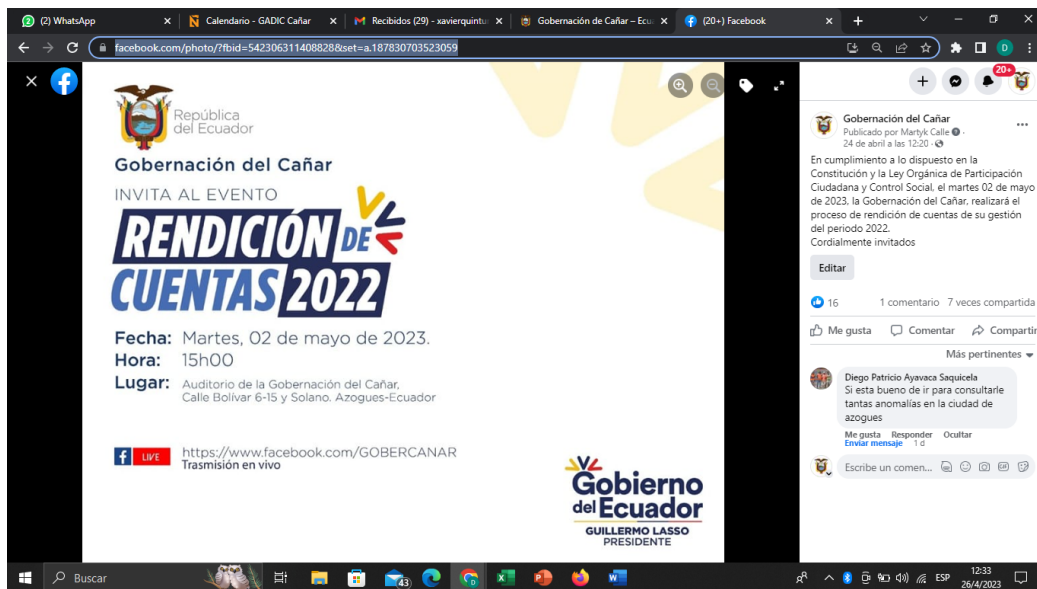 (2) WhatsApp
Calendario - GADIC Cañar
Recibidos (29) - xavierquintu
Gobernación de Cañar – Ecu
(20+) Facebook
facebook.com/photo/?fbid=542306311408828&set=a.187830703523059
República
del Ecuador
Gobernación del Cañar
INVITA AL EVENTO
RENDICIÓN DE
CUENTAS 2022
Fecha: Martes, 02 de mayo de 2023.
Hora: 15h00
Lugar: Auditorio de la Gobernación del Cañar,
Calle Bolívar 6-15 y Solano. Azogues-Ecuador
f LIVE https://www.facebook.com/GOBERCANAR
Trasmisión en vivo
Gobierno
del Ecuador
GUILLERMO LASSO
PRESIDENTE
20+
Gobernación del Cañar
Publicado por Martyk Calle
24 de abril a las 12:20
En cumplimiento a lo dispuesto en la
Constitución y la Ley Orgánica de Participación
Ciudadana y Control Social, el martes 02 de mayo
de 2023, la Gobernación del Cañar, realizará el
proceso de rendición de cuentas de su gestión
del periodo 2022.
Cordialmente invitados
Editar
16 1 comentario 7 veces compartida
Me gusta Comentar Compartir
Más pertinentes
Diego Patricio Ayavaca Saquicela
Si esta bueno de ir para consultarle
tantas anomalías en la ciudad de
azogues
Me gusta Responder Ocultar
Enviar mensaje 1 d
Escribe un comen...
Buscar
43
ESP
12:33
26/4/2023